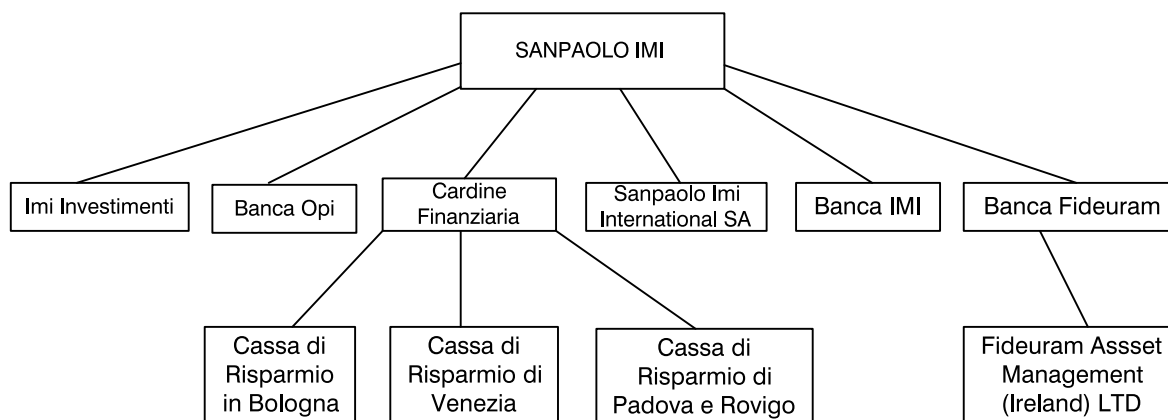 SANPAOLO IMI
Imi Investimenti
Banca Opi
Cardine
Finanziaria
Sanpaolo Imi
International SA
Banca IMI
Banca Fideuram
Cassa di
Risparmio
in Bologna
Cassa di
Risparmio di
Venezia
Cassa di
Risparmio di
Padova e Rovigo
Fideuram Assset
Management
(Ireland) LTD